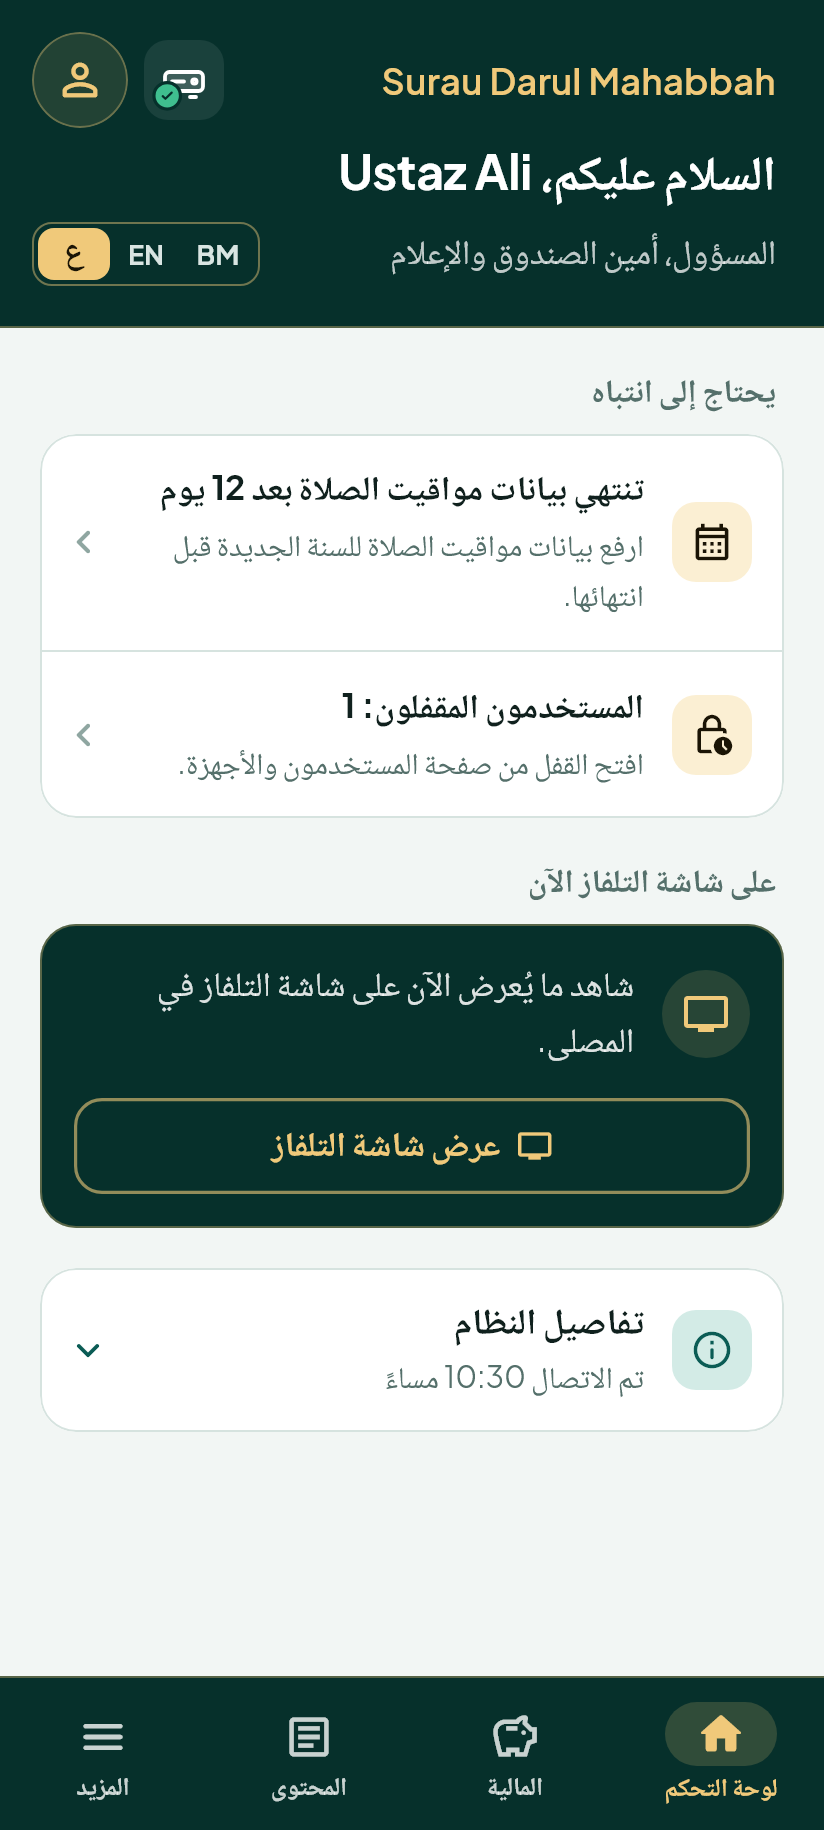 Surau Darul Mahabbah
السلام عليكم، Ustaz Ali
المسؤول، أمين الصندوق والإعلام
ع EN BM
يحتاج إلى انتباه
تنتهي بيانات مواقيت الصلاة بعد 12 يوم
ارفع بيانات مواقيت الصلاة للسنة الجديدة قبل
انتهائها.
المستخدمون المقفلون: 1
افتح القفل من صفحة المستخدمون والأجهزة.
على شاشة التلفاز الآن
شاهد ما يُعرض الآن على شاشة التلفاز في
المصلى.
عرض شاشة التلفاز
تفاصيل النظام
تم الاتصال 10:30 مساءً
لوحة التحكم
المالية
المحتوى
المزيد